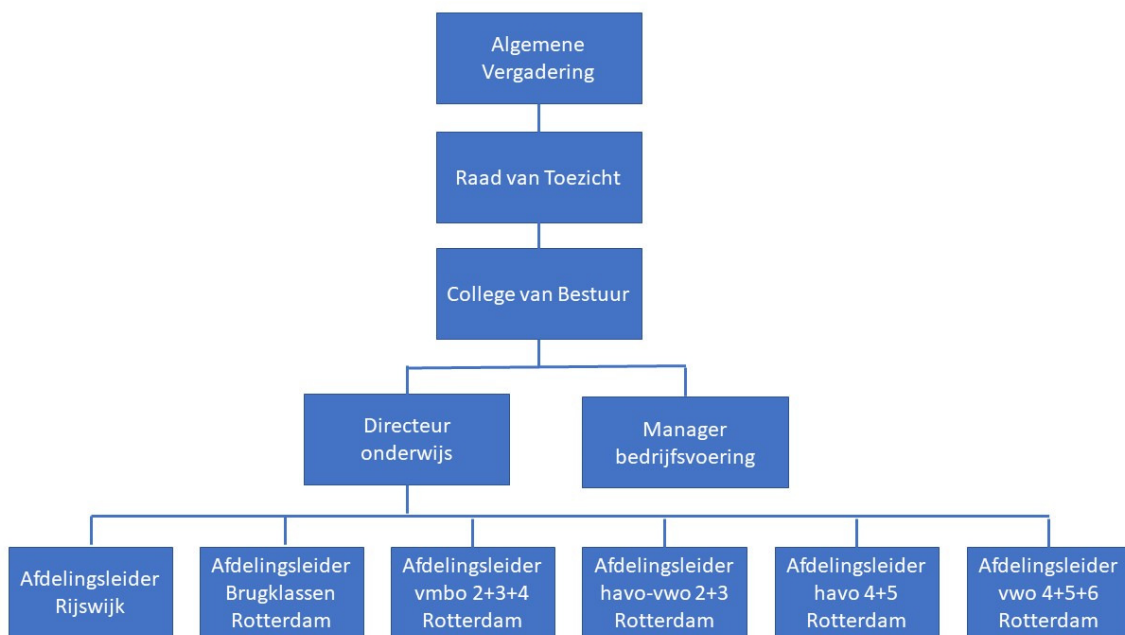 Algemene
Vergadering
Raad van Toezicht
College van Bestuur
Directeur
onderwijs
Manager
bedrijfsvoering
Afdelingsleider
Rijswijk
Afdelingsleider
Brugklassen
Rotterdam
Afdelingsleider
vmbo 2+3+4
Rotterdam
Afdelingsleider
havo-vwo 2+3
Rotterdam
Afdelingsleider
havo 4+5
Rotterdam
Afdelingsleider
vwo 4+5+6
Rotterdam